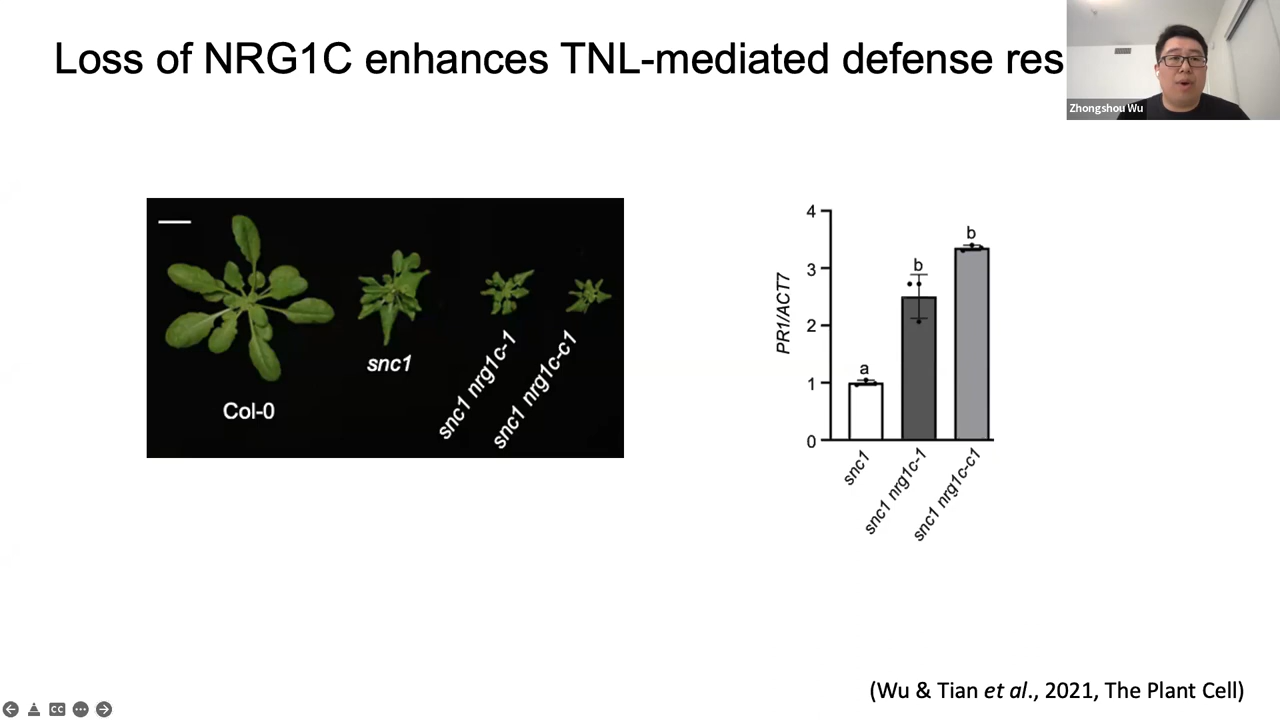 Loss of NRG1C enhances TNL-mediated defense res
Zhongshou Wu
Col-0
snc1
snc1 nrg1c-1
snc1 nrg1c-c1
PR1/ACT7
4
3
2
1
0
a
b
b
snc1
snc1 nrg1c-1
snc1 nrg1c-c1
(Wu & Tian et al., 2021, The Plant Cell)
CC